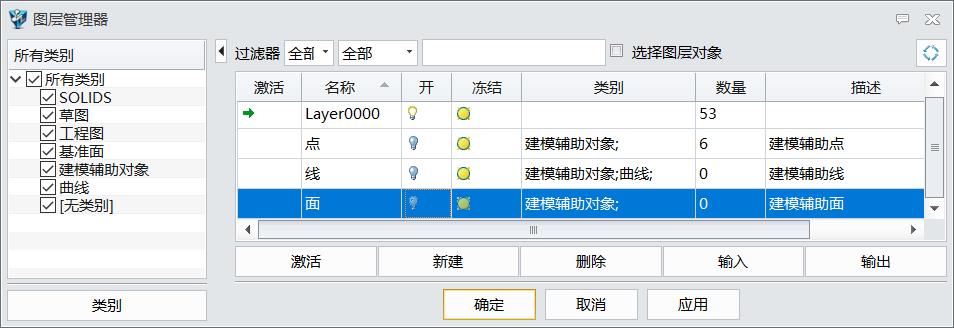 图层管理器
所有类别
所有类别
SOLIDS
草图
工程图
基准面
建模辅助对象
曲线
[无类别]
类别
过滤器 全部 全部 选择图层对象
激活 名称 开 冻结 类别 数量 描述
Layer0000 53
点 建模辅助对象; 6 建模辅助点
线 建模辅助对象;曲线; 0 建模辅助线
面 建模辅助对象; 0 建模辅助面
激活 新建 删除 输入 输出
确定 取消 应用